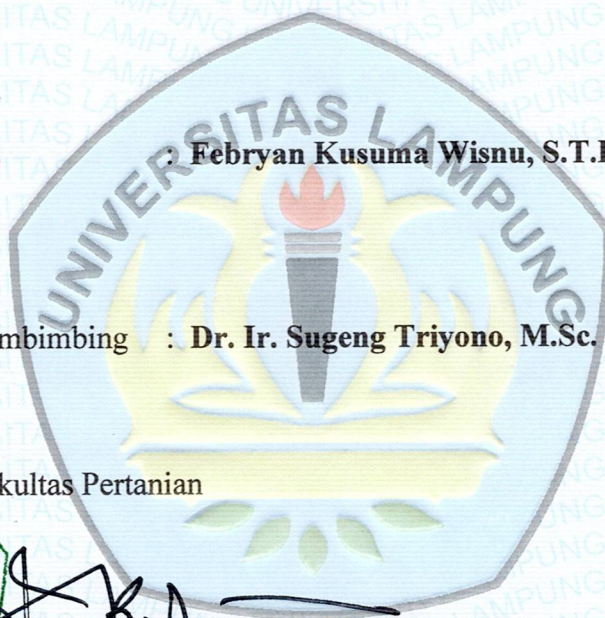 UNIVERSITAS LAMPUNG
: Febryan Kusuma Wisnu, S.T.
mbimbing : Dr. Ir. Sugeng Triyono, M.Sc.
kultas Pertanian